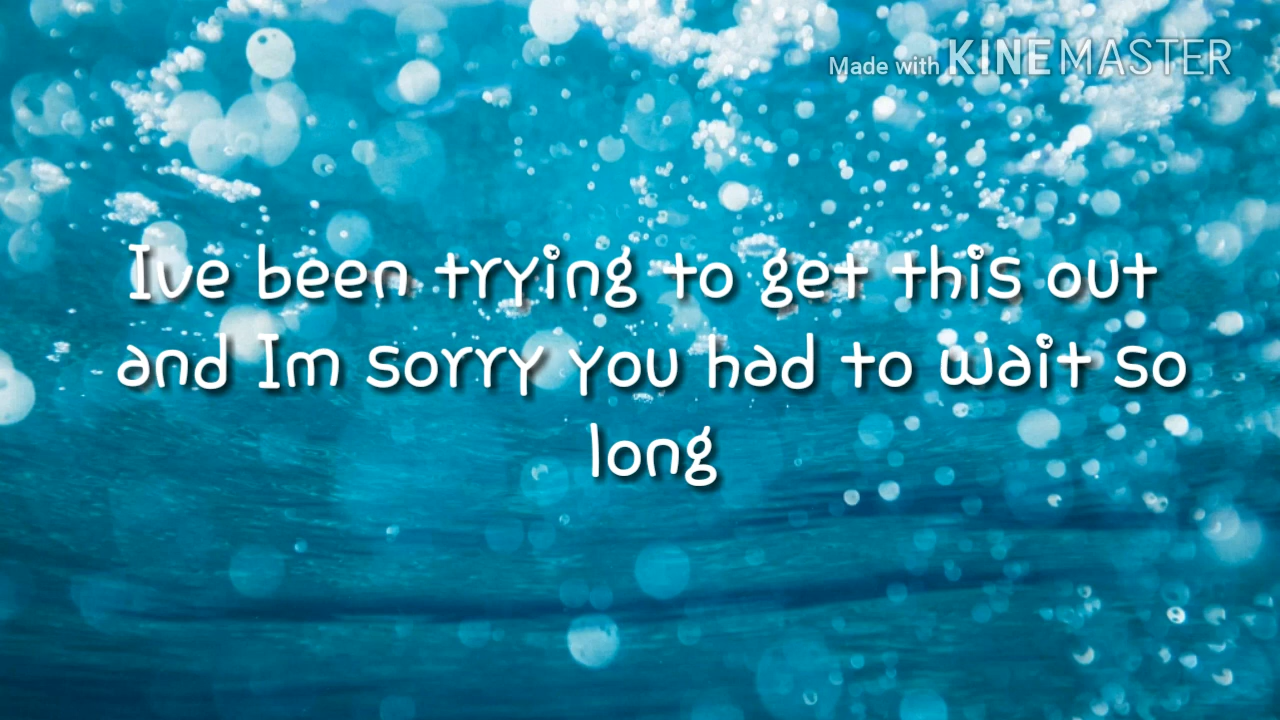 Made with KINEMASTER
Ive been trying to get this out
and Im sorry you had to wait so
long